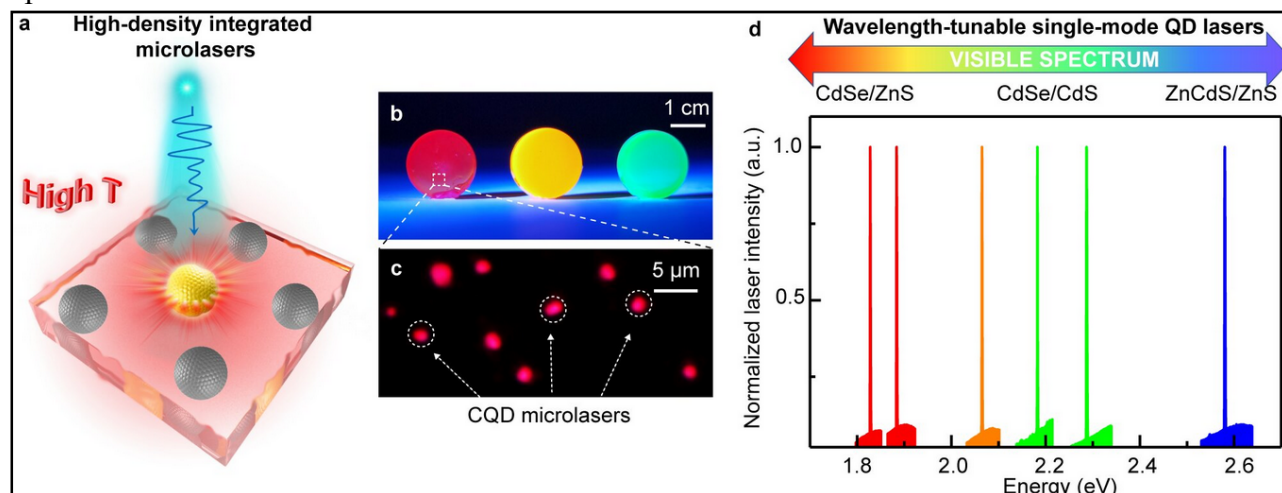 a
High-density integrated
microlasers
High T
b
1 cm
c
5 μm
CQD microlasers
d
Wavelength-tunable single-mode QD lasers
VISIBLE SPECTRUM
CdSe/ZnS CdSe/CdS ZnCdS/ZnS
Normalized laser intensity (a.u.)
1.0
0.5
1.8 2.0 2.2 2.4 2.6
Energy (eV)